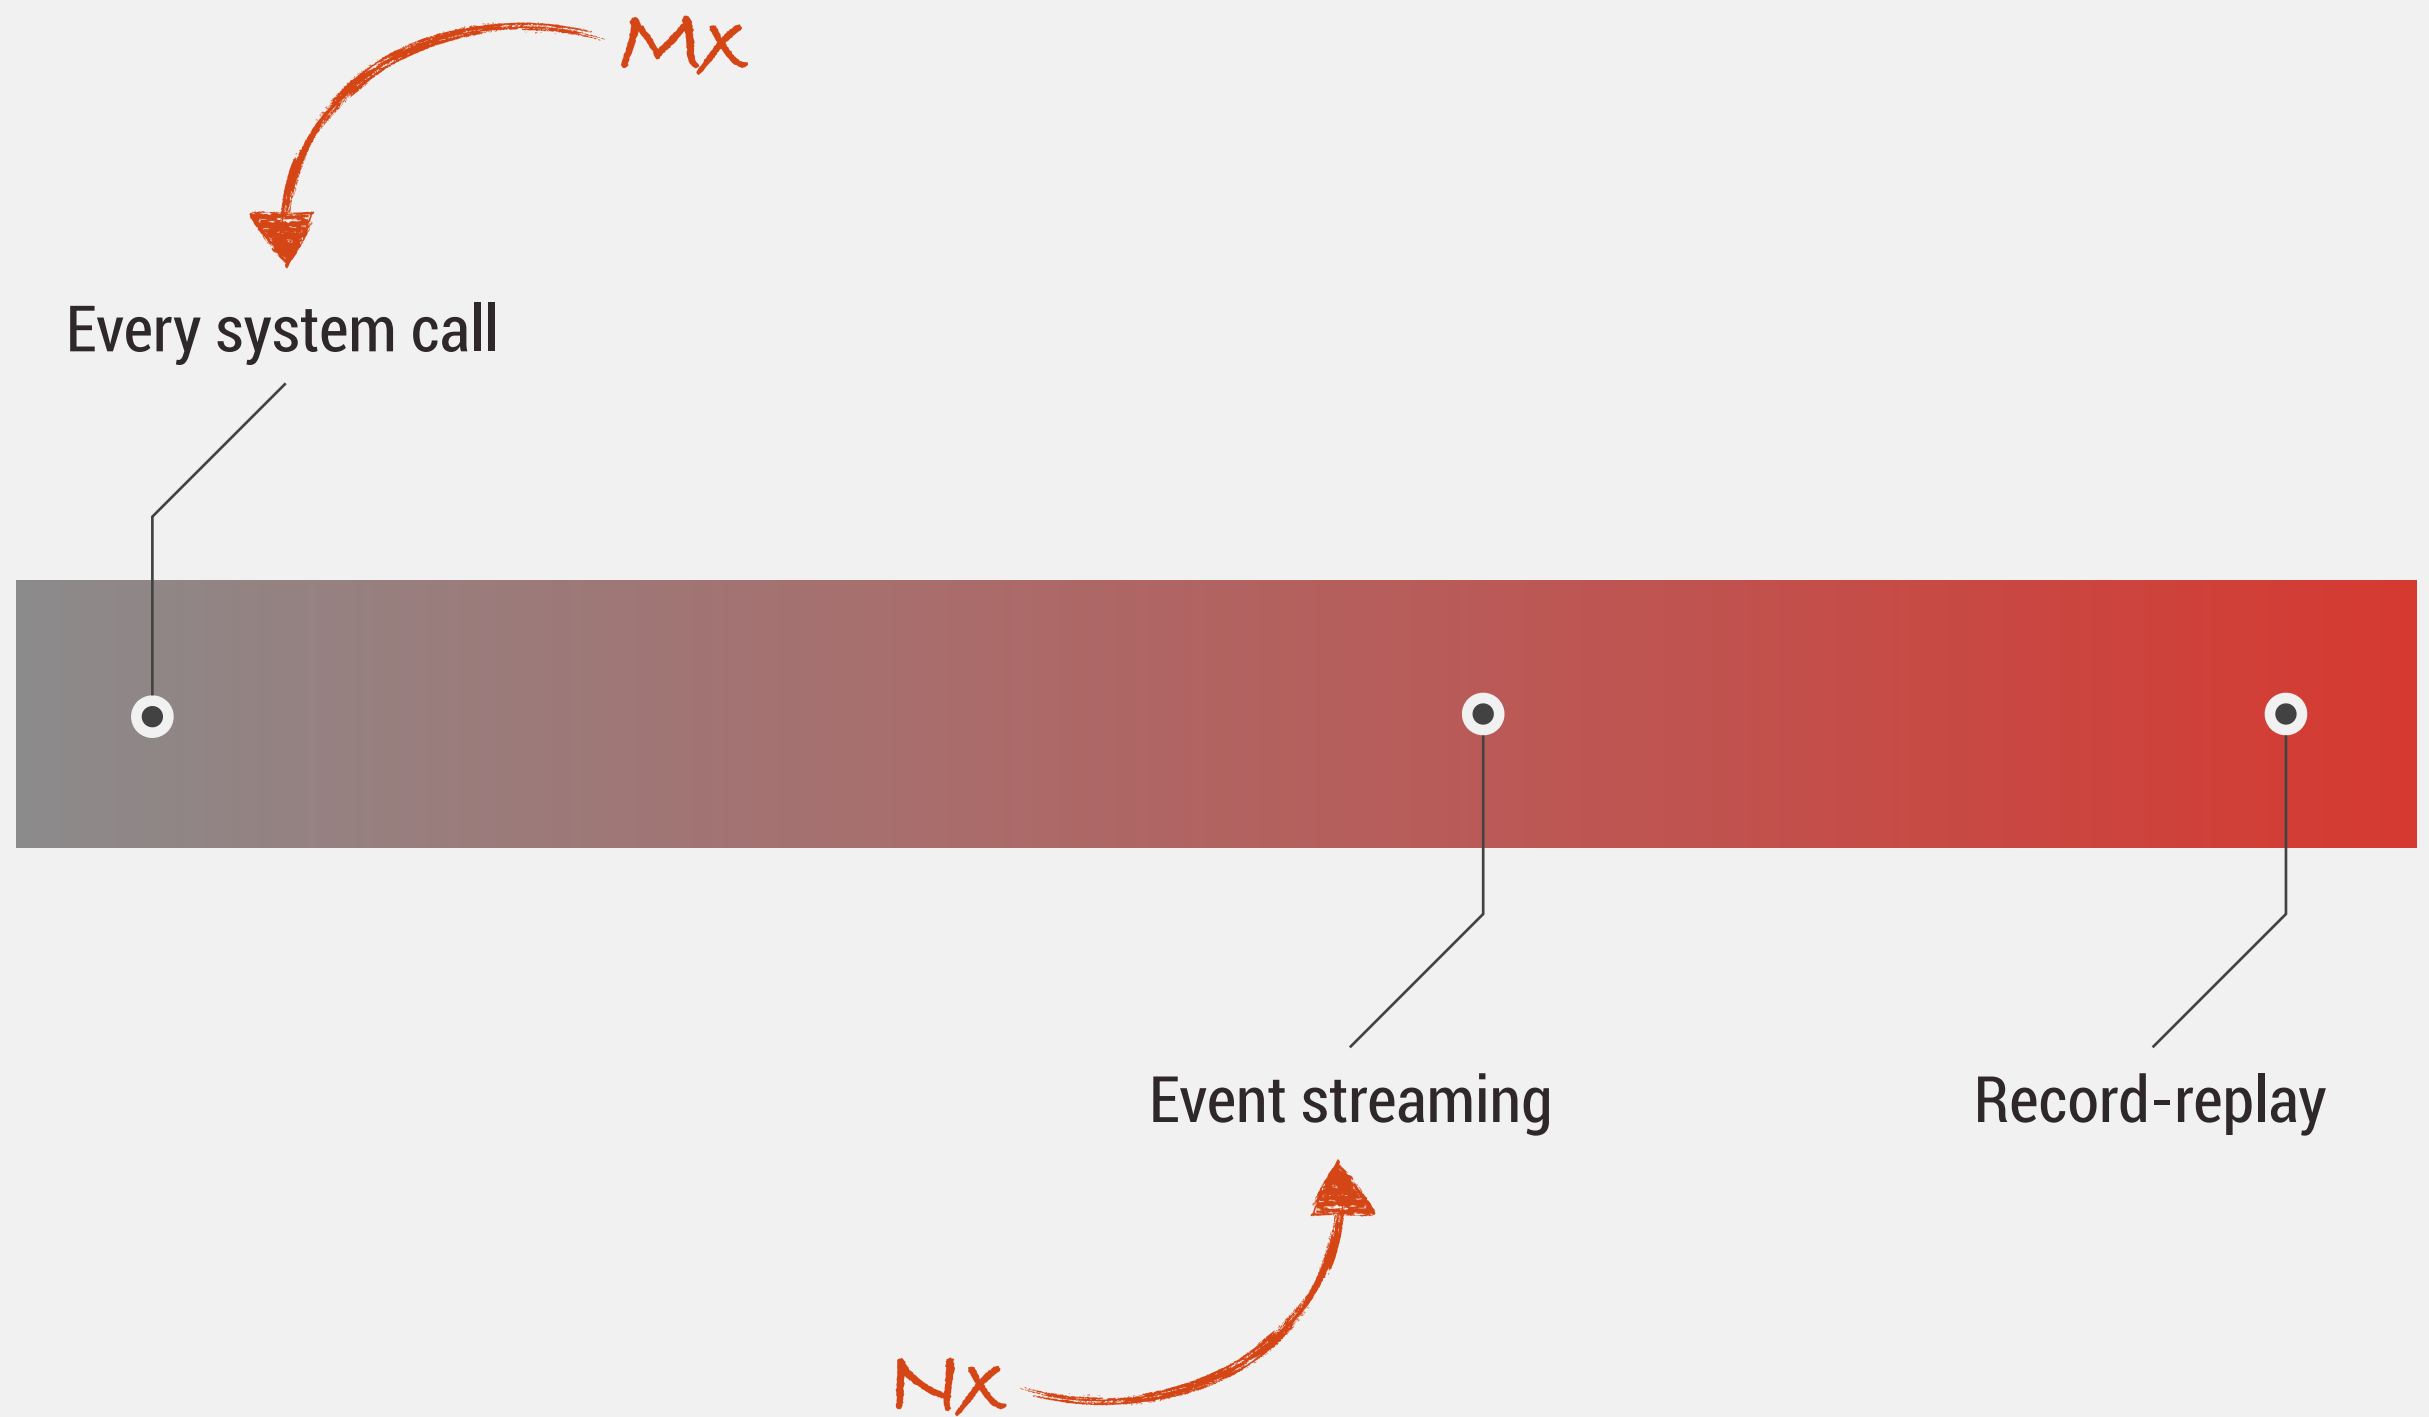 Mx
Every system call
Event streaming
Record-replay
Nx